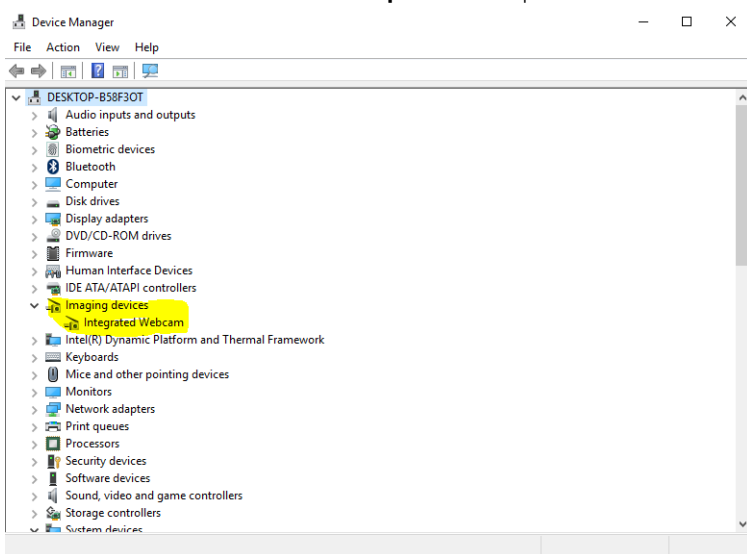 Device Manager
File Action View Help
DESKTOP-B58F3OT
Audio inputs and outputs
Batteries
Biometric devices
Bluetooth
Computer
Disk drives
Display adapters
DVD/CD-ROM drives
Firmware
Human Interface Devices
IDE ATA/ATAPI controllers
Imaging devices
Integrated Webcam
Intel(R) Dynamic Platform and Thermal Framework
Keyboards
Mice and other pointing devices
Monitors
Network adapters
Print queues
Processors
Security devices
Software devices
Sound, video and game controllers
Storage controllers
System devices